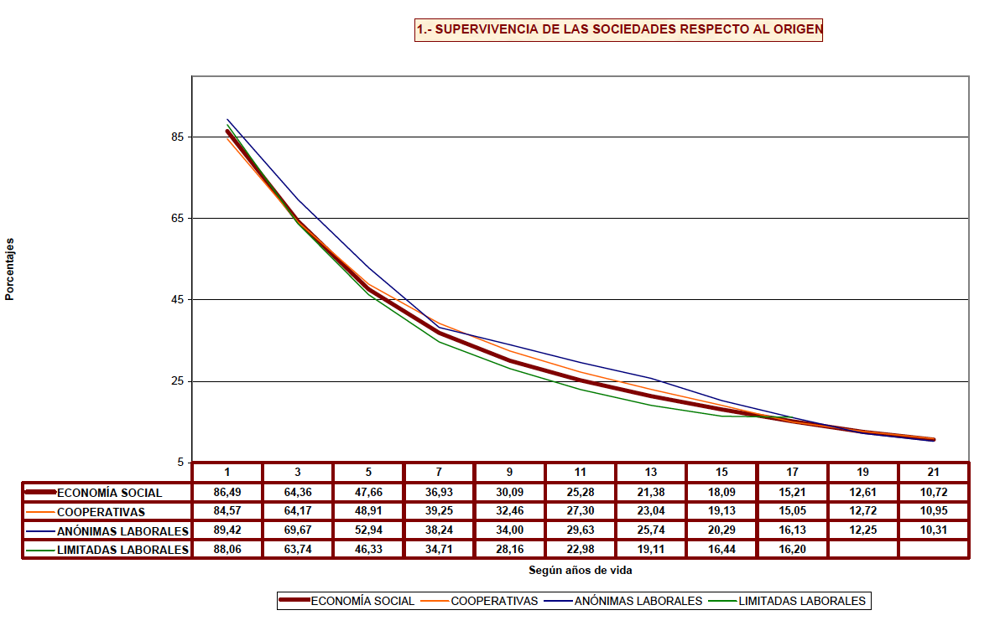 1.- SUPERVIVENCIA DE LAS SOCIEDADES RESPECTO AL ORIGEN
Porcentajes
85
65
45
25
5
1 3 5 7 9 11 13 15 17 19 21
ECONOMÍA SOCIAL 86,49 64,36 47,66 36,93 30,09 25,28 21,38 18,09 15,21 12,61 10,72
COOPERATIVAS 84,57 64,17 48,91 39,25 32,46 27,30 23,04 19,13 15,05 12,72 10,95
ANÓNIMAS LABORALES 89,42 69,67 52,94 38,24 34,00 29,63 25,74 20,29 16,13 12,25 10,31
LIMITADAS LABORALES 88,06 63,74 46,33 34,71 28,16 22,98 19,11 16,44 16,20
Según años de vida
ECONOMÍA SOCIAL COOPERATIVAS ANÓNIMAS LABORALES LIMITADAS LABORALES